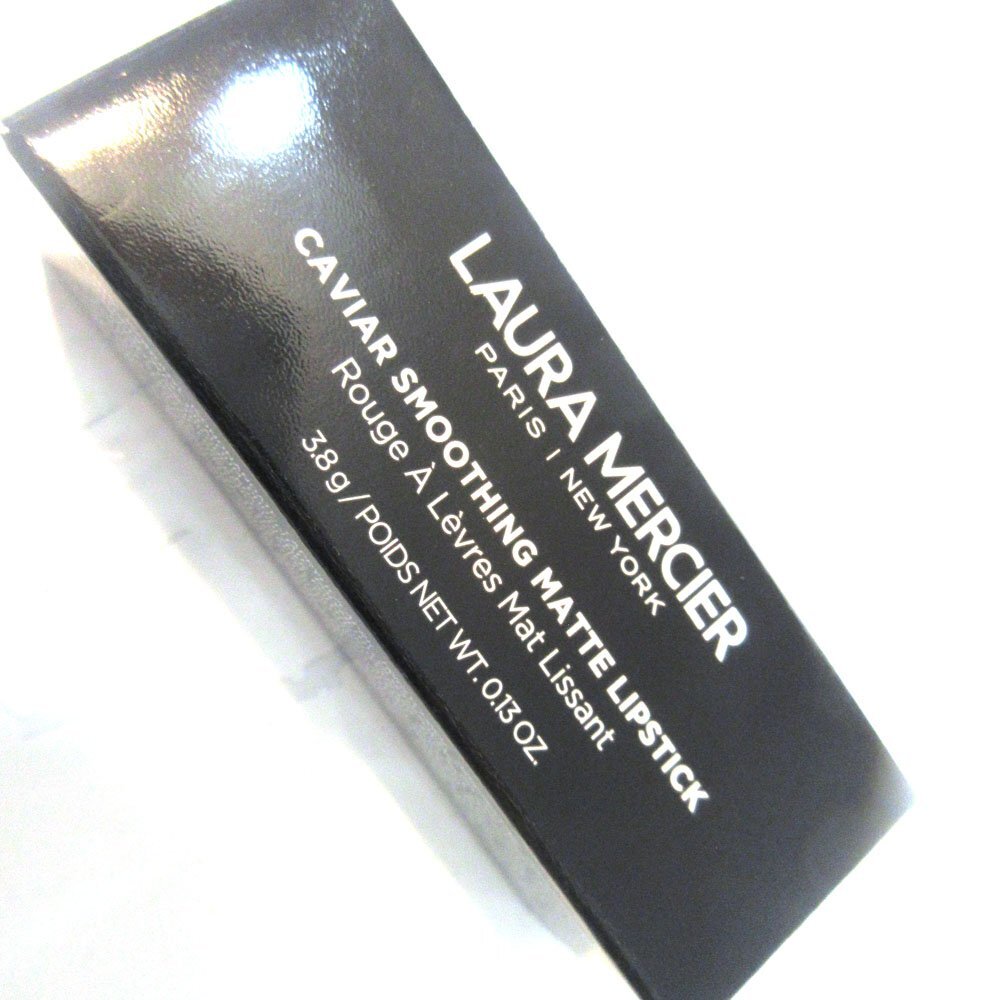 LAURA MERCIER
PARIS | NEW YORK
CAVIAR SMOOTHING MATTE LIPSTICK
Rouge À Lèvres Mat Lissant
3.8 g / POIDS NET WT. 0.13 OZ.